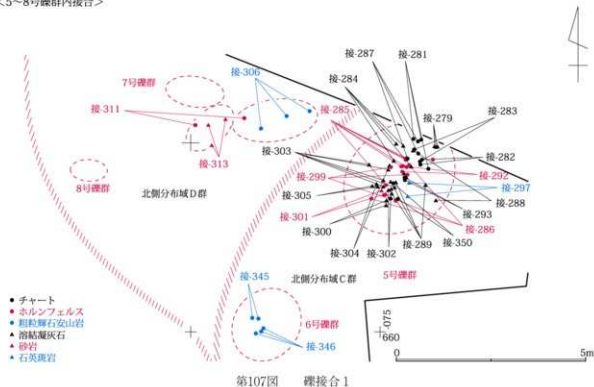 <5～8号礫群内接合>
接-287
接-281
7号礫群
接-306
接-284
接-311
接-285
接-279
接-283
接-313
接-303
接-282
接-299
接-292
8号礫群
北側分布域D群
接-305
接-297
接-301
接-288
接-293
接-300
接-286
接-304
接-302
接-289
接-350
接-345
北側分布域C群
5号礫群
6号礫群
接-346
チャート
ホルンフェルス
粗粒輝石安山岩
溶結凝灰石
砂岩
石英斑岩
-075
660
0
5m
第107図 礫接合1